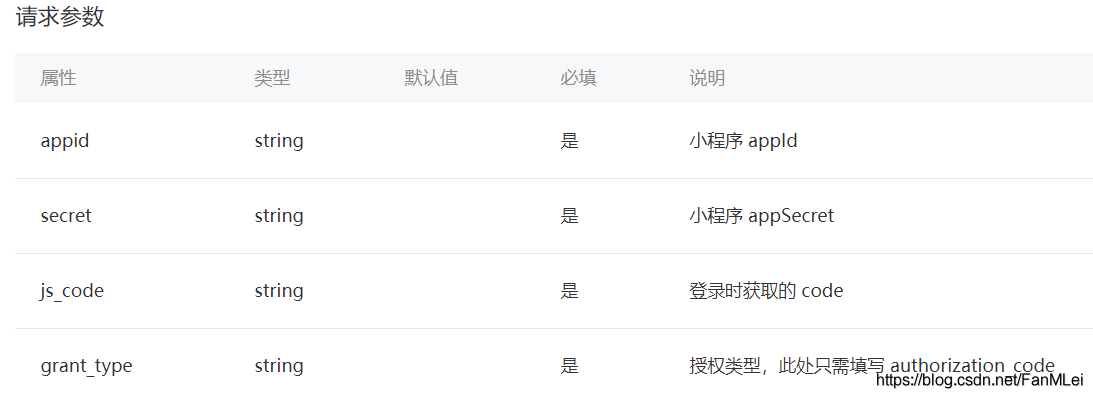 请求参数
属性 类型 默认值 必填 说明
appid string 是 小程序 appId
secret string 是 小程序 appSecret
js_code string 是 登录时获取的 code
grant_type string 是 授权类型，此处只需填写 authorization_code
https://blog.csdn.net/FanMLei